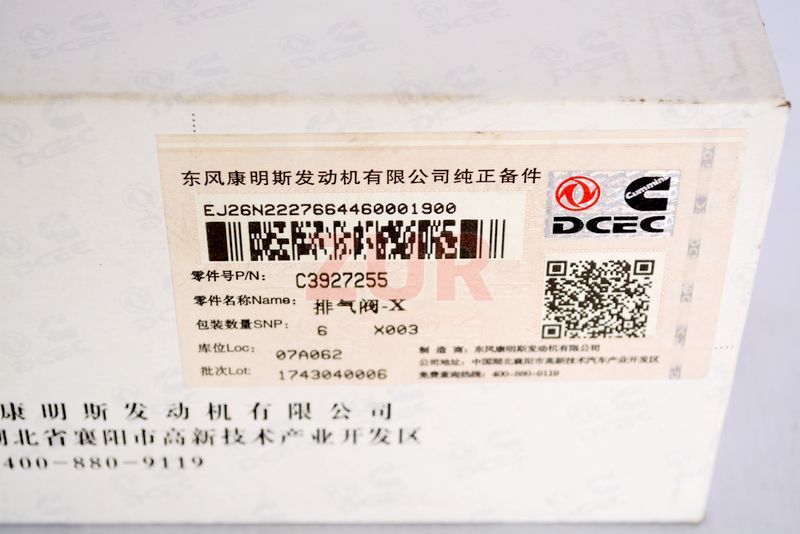 东风康明斯发动机有限公司纯正备件
Cummins
DCEC
EJ26N2227664460001900
零件号P/N: C3927255
零件名称Name: 排气阀-X
包装数量SNP: 6 X003
库位Loc: 07A062
批次Lot: 1743040006
制 造 商: 东风康明斯发动机有限公司
公司地址: 中国湖北襄阳市高新技术汽车产业开发区
免费查询热线: 400-880-9119
ZUR
康明斯发动机有限公司
湖北省襄阳市高新技术产业开发区
400-880-9119
DCEC